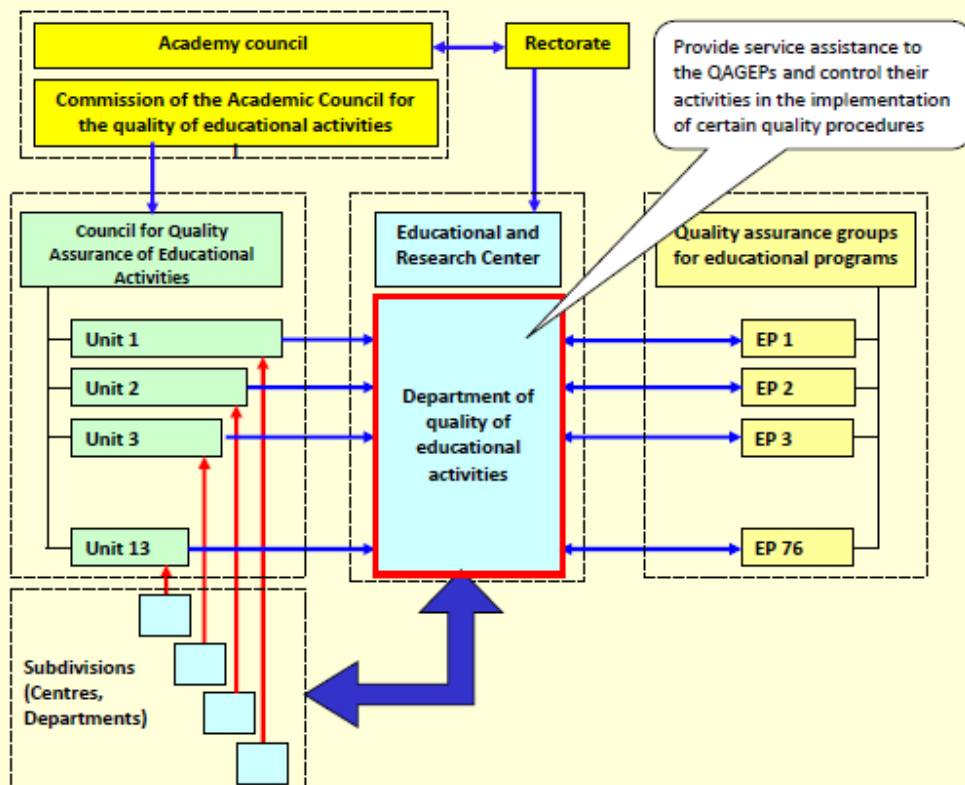 Academy council
Rectorate
Commission of the Academic Council for
the quality of educational activities
Provide service assistance to
the QAGEPs and control their
activities in the implementation
of certain quality procedures
Council for Quality
Assurance of Educational
Activities
Educational and
Research Center
Quality assurance groups
for educational programs
Unit 1
Unit 2
Unit 3
Unit 13
Department of
quality of
educational
activities
EP 1
EP 2
EP 3
EP 76
Subdivisions
(Centres,
Departments)